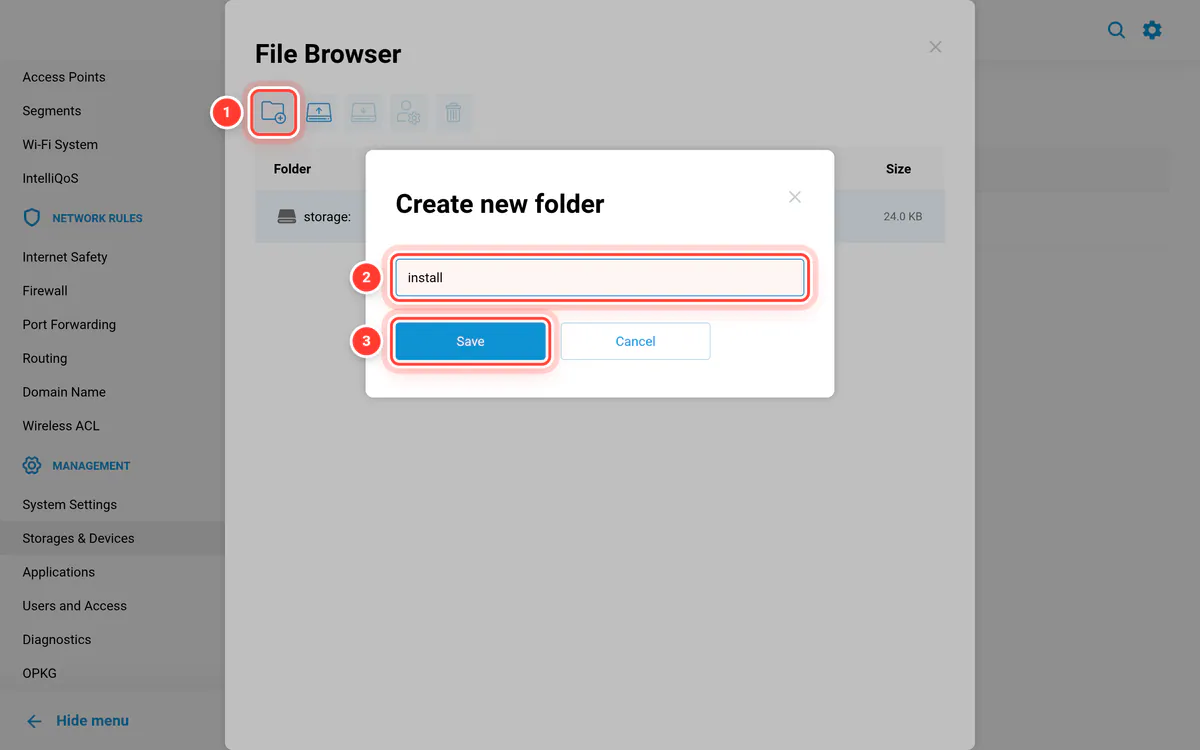 Access Points
Segments
Wi-Fi System
IntelliQoS
NETWORK RULES
Internet Safety
Firewall
Port Forwarding
Routing
Domain Name
Wireless ACL
MANAGEMENT
System Settings
Storages & Devices
Applications
Users and Access
Diagnostics
OPKG
Hide menu
File Browser
1
Folder
Size
storage:
24.0 KB
Create new folder
2
install
3
Save
Cancel